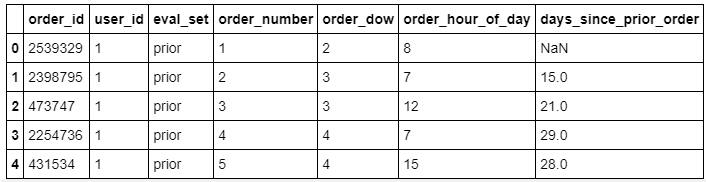 order_id user_id eval_set order_number order_dow order_hour_of_day days_since_prior_order
0 2539329 1 prior 1 2 8 NaN
1 2398795 1 prior 2 3 7 15.0
2 473747 1 prior 3 3 12 21.0
3 2254736 1 prior 4 4 7 29.0
4 431534 1 prior 5 4 15 28.0